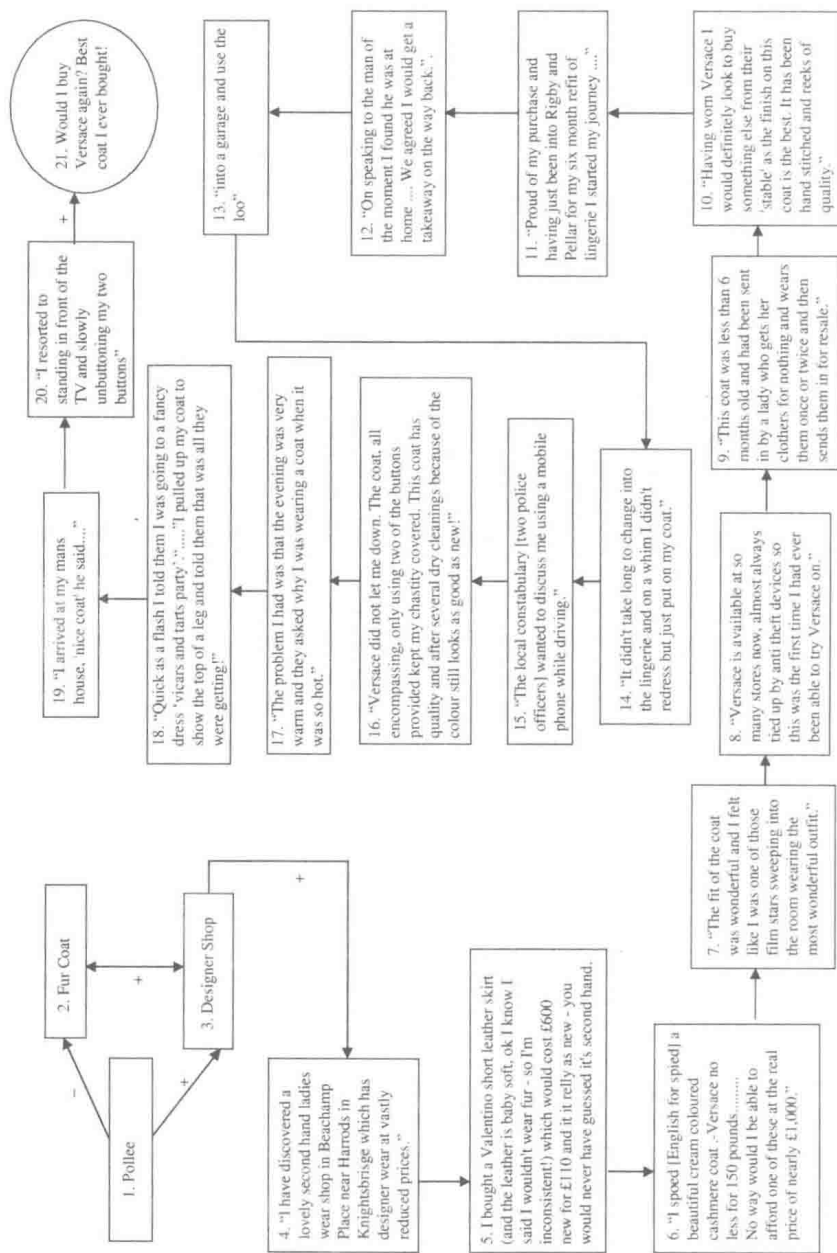 1. Pollee
−
2. Fur Coat
+
+
3. Designer Shop
+
4. “I have discovered a
lovely second hand ladies
wear shop in Beachamp
Place near Harrods in
Knightsbrisge which has
designer wear at vastly
reduced prices.”
5. I bought a Valentino short leather skirt
(and the leather is baby soft, ok I know I
said I wouldn't wear fur - so I'm
inconsistent!) which would cost £600
new for £110 and it it relly as new - you
would never have guessed it's second hand.
6. “I spoed [English for spied] a
beautiful cream coloured
cashmere coat .- Versace no
less for 150 pounds..........
No way would I be able to
afford one of these at the real
price of nearly £1,000.”
7. “The fit of the coat
was wonderful and I felt
like I was one of those
film stars sweeping into
the room wearing the
most wonderful outfit.”
8. “Versace is available at so
many stores now, almost always
tied up by anti theft devices so
this was the first time I had ever
been able to try Versace on.”
9. “This coat was less than 6
months old and had been sent
in by a lady who gets her
clothers for nothing and wears
them once or twice and then
sends them in for resale.”
10. “Having worn Versace I
would definitely look to buy
something else from their
'stable' as the finish on this
coat is the best. It has been
hand stitched and reeks of
quality.”
11. “Proud of my purchase and
having just been into Rigby and
Pellar for my six month refit of
lingerie I started my journey ....”
12. “On speaking to the man of
the moment I found he was at
home .... We agreed I would get a
takeaway on the way back.”.
13. “into a garage and use the
loo”
14. “It didn't take long to change into
the lingerie and on a whim I didn't
redress but just put on my coat.”
15. “The local constabulary [two police
officers] wanted to discuss me using a mobile
phone while driving.”
16. “Versace did not let me down. The coat, all
encompassing, only using two of the buttons
provided kept my chastity covered. This coat has
quality and after several dry cleanings because of the
colour still looks as good as new!”
17. “The problem I had was that the evening was very
warm and they asked why I was wearing a coat when it
was so hot.”
18. “Quick as a flash I told them I was going to a fancy
dress 'vicars and tarts party' .” ....“I pulled up my coat to
show the top of a leg and told them that was all they
were getting!”
19. “I arrived at my mans
house, 'nice coat' he said....”
20. “I resorted to
standing in front of the
TV and slowly
unbuttoning my two
buttons”
+
21. Would I buy
Versace again? Best
coat I ever bought!